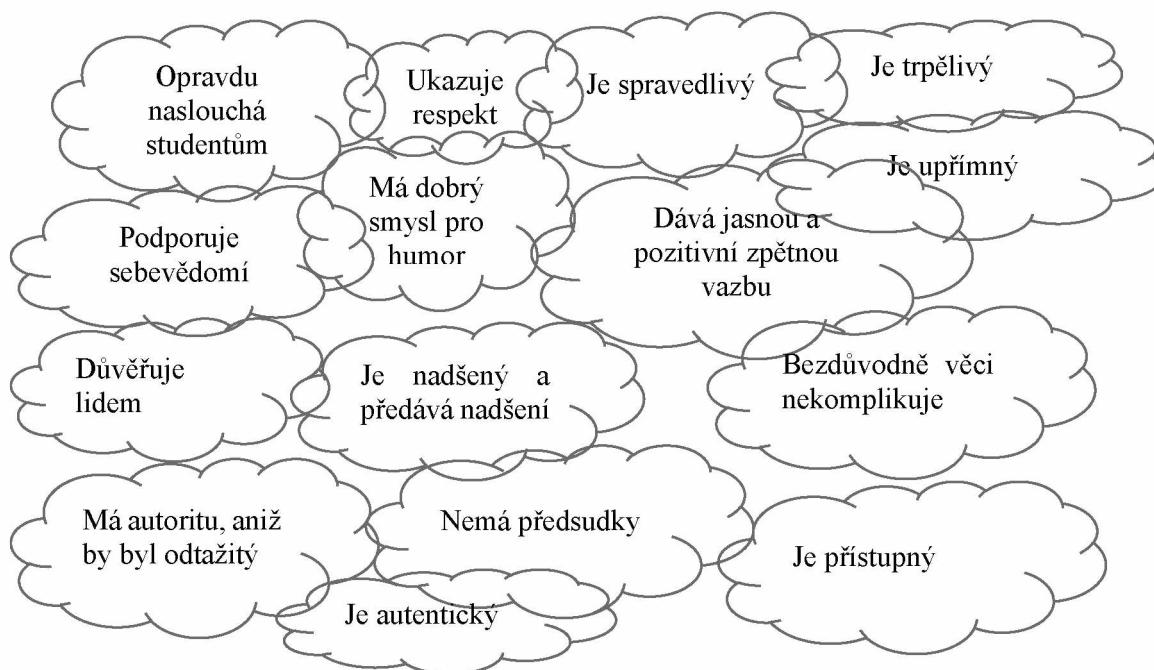 Opravdu
naslouchá
studentům
Ukazuje
respekt
Je spravedlivý
Je trpělivý
Je upřímný
Podporuje
sebevědomí
Má dobrý
smysl pro
humor
Dává jasnou a
pozitivní zpětnou
vazbu
Důvěřuje
lidem
Je nadšený a
předává nadšení
Bezdůvodně věci
nekomplikuje
Má autoritu, aniž
by byl odtažitý
Nemá předsudky
Je přístupný
Je autentický